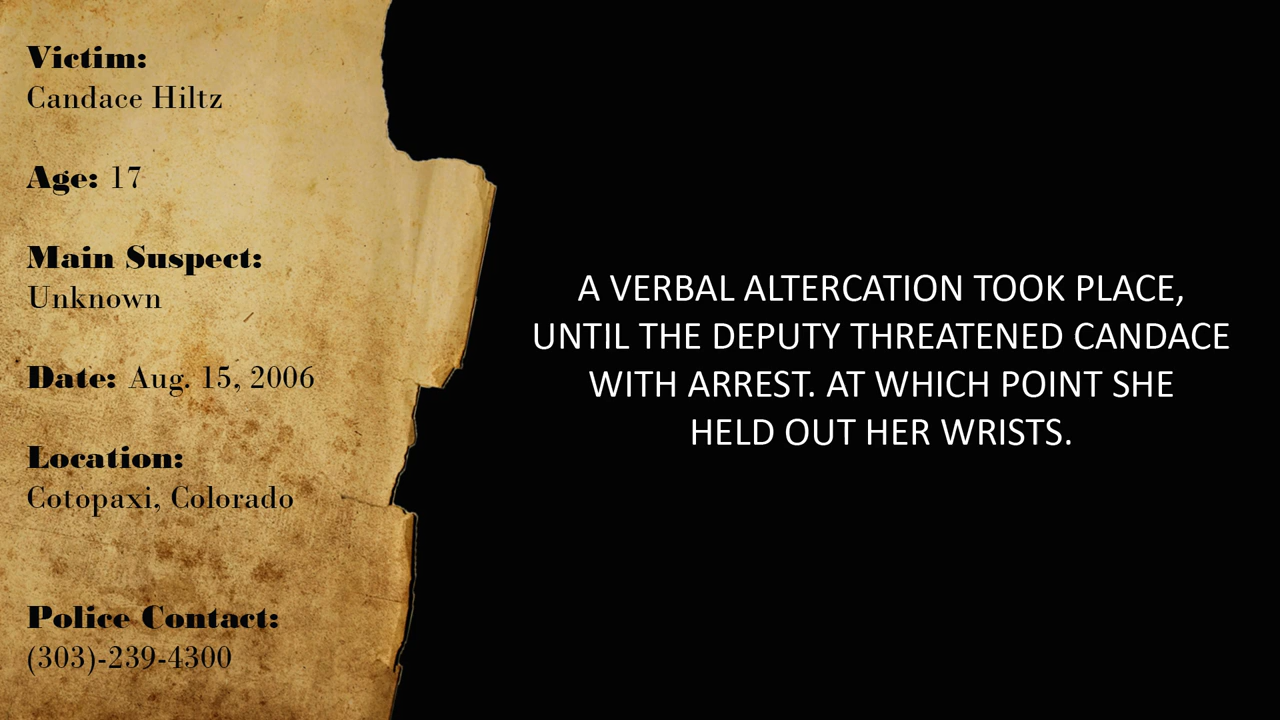 Victim:
Candace Hiltz
Age: 17
Main Suspect:
Unknown
Date: Aug. 15, 2006
Location:
Cotopaxi, Colorado
Police Contact:
(303)-239-4300
A VERBAL ALTERCATION TOOK PLACE,
UNTIL THE DEPUTY THREATENED CANDACE
WITH ARREST. AT WHICH POINT SHE
HELD OUT HER WRISTS.